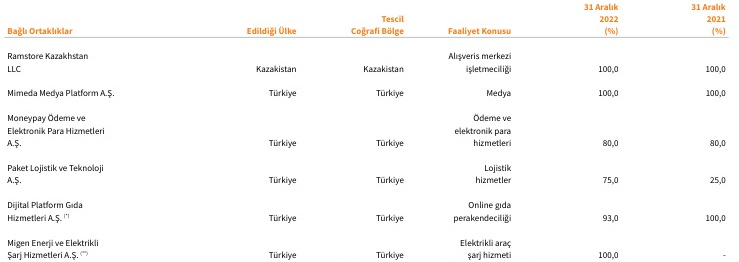 31 Aralık 31 Aralık
Tescil 2022 2021
Bağlı Ortaklıklar Edildiği Ülke Coğrafi Bölge Faaliyet Konusu (%) (%)
Ramstore Kazakhstan Alışveris merkezi
LLC Kazakistan Kazakistan işletmeciliği 100,0 100,0
Mimeda Medya Platform A.Ş. Türkiye Türkiye Medya 100,0 100,0
Moneypay Ödeme ve Ödeme ve
Elektronik Para Hizmetleri elektronik para
A.Ş. Türkiye Türkiye hizmetleri 80,0 80,0
Paket Lojistik ve Teknoloji Lojistik
A.Ş. Türkiye Türkiye hizmetler 75,0 25,0
Dijital Platform Gıda Online gıda
Hizmetleri A.Ş. (*) Türkiye Türkiye perakendeciliği 93,0 100,0
Migen Enerji ve Elektrikli Elektrikli araç
Şarj Hizmetleri A.Ş. (**) Türkiye Türkiye şarj hizmeti 100,0 -